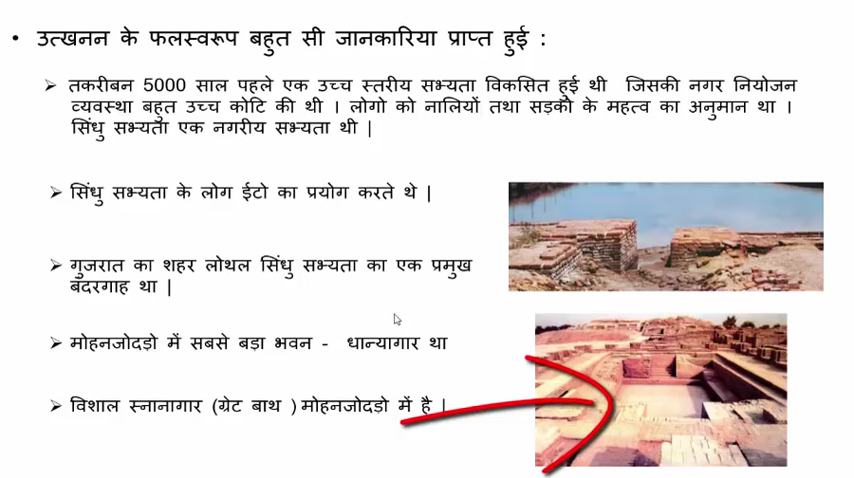 • उत्खनन के फलस्वरूप बहुत सी जानकारिया प्राप्त हुई :
➢ तकरीबन 5000 साल पहले एक उच्च स्तरीय सभ्यता विकसित हुई थी जिसकी नगर नियोजन
व्यवस्था बहुत उच्च कोटि की थी । लोगो को नालियों तथा सड़कौ के महत्व का अनुमान था ।
सिंधु सभ्यता एक नगरीय सभ्यता थी |
➢ सिंधु सभ्यता के लोग ईटो का प्रयोग करते थे |
➢ गुजरात का शहर लोथल सिंधु सभ्यता का एक प्रमुख
बंदरगाह था |
➢ मोहनजोदड़ो में सबसे बड़ा भवन - धान्यागार था
➢ विशाल स्नानागार (ग्रेट बाथ ) मोहनजोदड़ो में है |